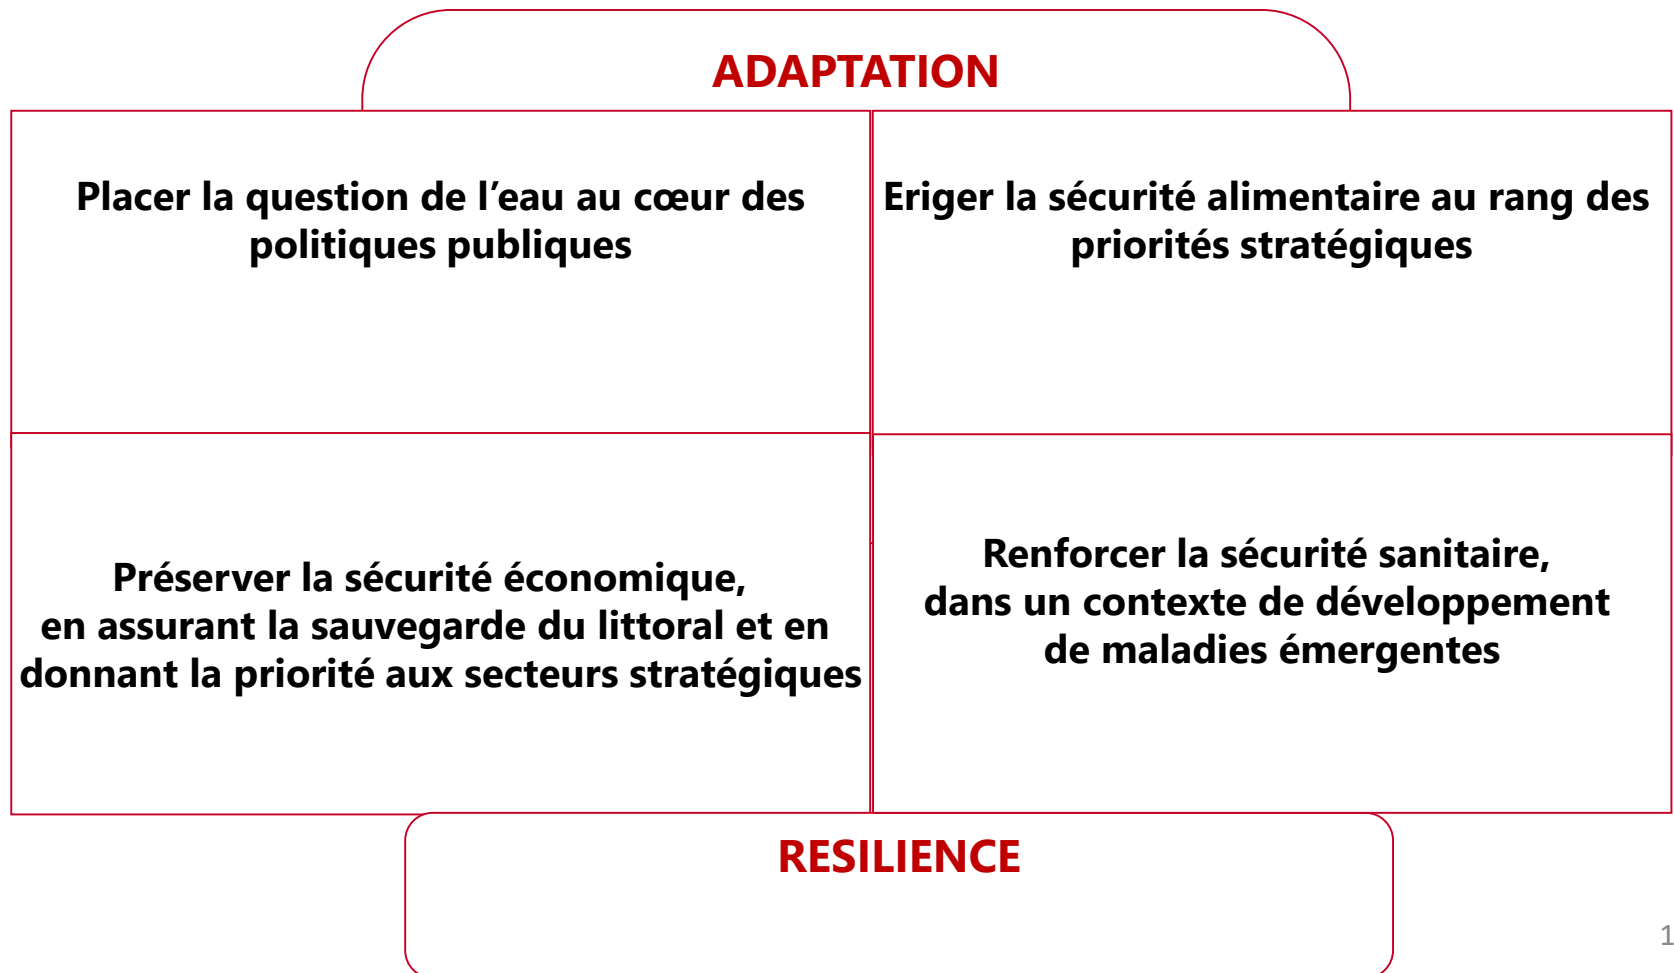 ADAPTATION
Placer la question de l’eau au cœur des
politiques publiques
Eriger la sécurité alimentaire au rang des
priorités stratégiques
Préserver la sécurité économique,
en assurant la sauvegarde du littoral et en
donnant la priorité aux secteurs stratégiques
Renforcer la sécurité sanitaire,
dans un contexte de développement
de maladies émergentes
RESILIENCE
1